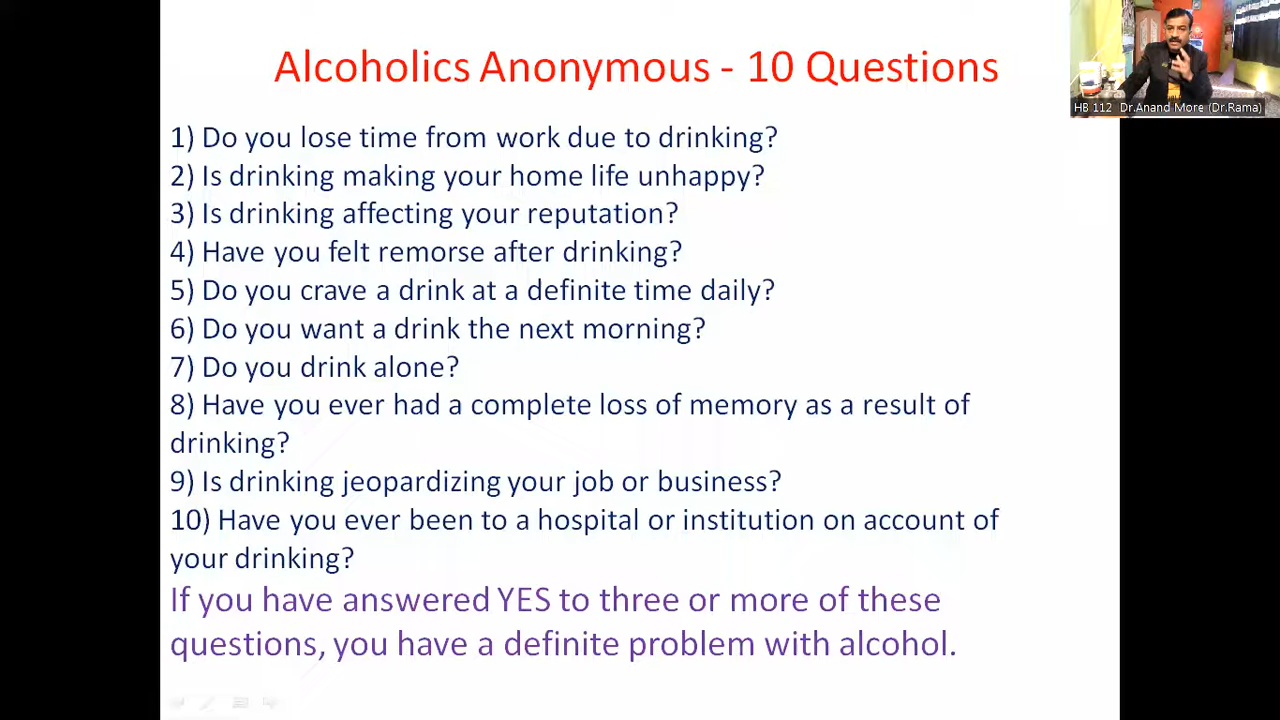 Alcoholics Anonymous - 10 Questions
HB 112 Dr.Anand More (Dr.Rama)
1) Do you lose time from work due to drinking?
2) Is drinking making your home life unhappy?
3) Is drinking affecting your reputation?
4) Have you felt remorse after drinking?
5) Do you crave a drink at a definite time daily?
6) Do you want a drink the next morning?
7) Do you drink alone?
8) Have you ever had a complete loss of memory as a result of
drinking?
9) Is drinking jeopardizing your job or business?
10) Have you ever been to a hospital or institution on account of
your drinking?
If you have answered YES to three or more of these
questions, you have a definite problem with alcohol.